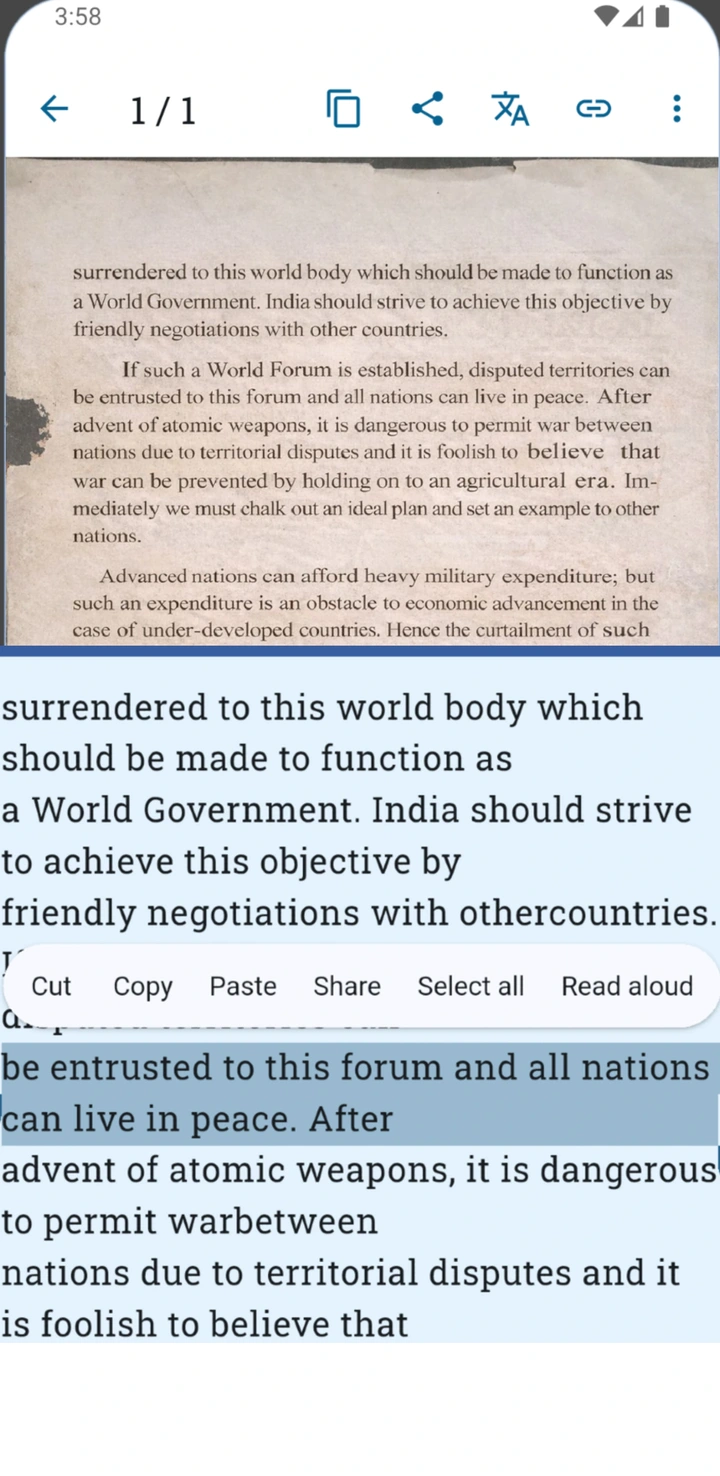 3:58
1 / 1
surrendered to this world body which should be made to function as
a World Government. India should strive to achieve this objective by
friendly negotiations with other countries.
If such a World Forum is established, disputed territories can
be entrusted to this forum and all nations can live in peace. After
advent of atomic weapons, it is dangerous to permit war between
nations due to territorial disputes and it is foolish to believe that
war can be prevented by holding on to an agricultural era. Im-
mediately we must chalk out an ideal plan and set an example to other
nations.
Advanced nations can afford heavy military expenditure; but
such an expenditure is an obstacle to economic advancement in the
case of under-developed countries. Hence the curtailment of such
surrendered to this world body which
should be made to function as
a World Government. India should strive
to achieve this objective by
friendly negotiations with othercountries.
Cut Copy Paste Share Select all Read aloud
be entrusted to this forum and all nations
can live in peace. After
advent of atomic weapons, it is dangerous
to permit warbetween
nations due to territorial disputes and it
is foolish to believe that